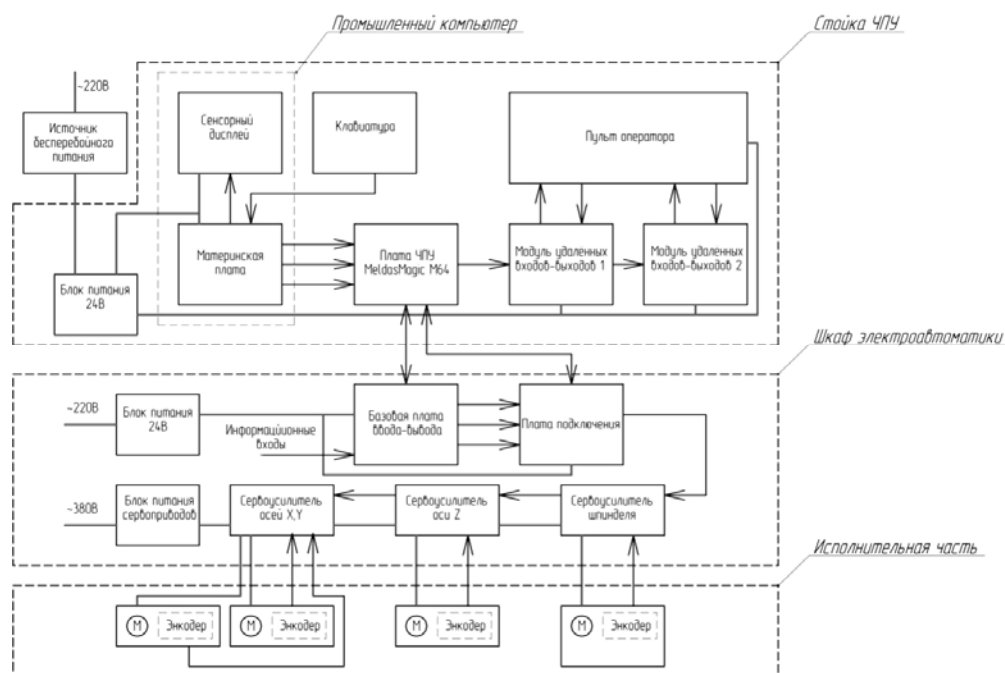 Промышленный компьютер
Стойка ЧПУ
~220В
Источник
бесперебойного
питания
Сенсорный
дисплей
Клавиатура
Пульт оператора
Материнская
плата
Плата ЧПУ
MeldasMagic M64
Модуль удаленных
входов-выходов 1
Модуль удаленных
входов-выходов 2
Блок питания
24В
Шкаф электроавтоматики
~220В
Блок питания
24В
Информационные
входы
Базовая плата
ввода-вывода
Плата подключения
~380В
Блок питания
сервоприводов
Сервоусилитель
осей X,Y
Сервоусилитель
оси Z
Сервоусилитель
шпинделя
Исполнительная часть
М Энкодер
М Энкодер
М Энкодер
М Энкодер